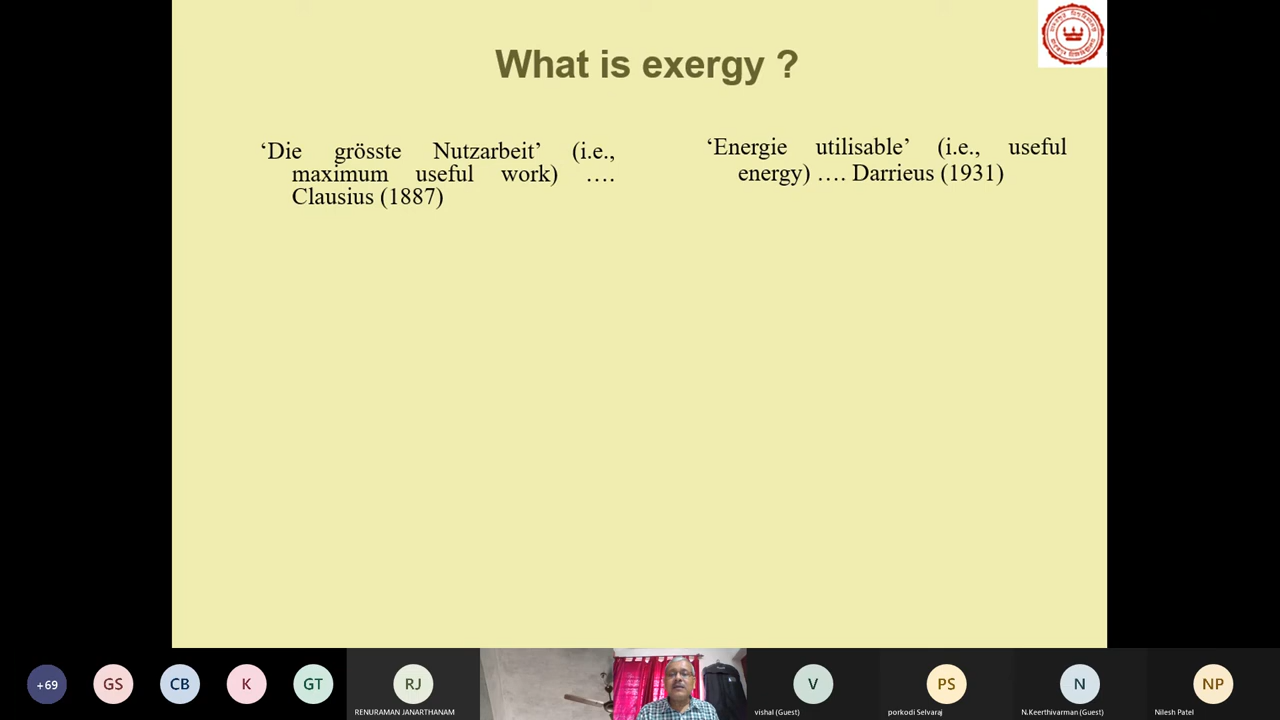 What is exergy ?
‘Die grösste Nutzarbeit’ (i.e.,
maximum useful work) ….
Clausius (1887)
‘Energie utilisable’ (i.e., useful
energy) …. Darrieus (1931)
+69
GS
CB
K
GT
RJ
RENURAMAN JANARTHANAM
V
vishal (Guest)
PS
porkodi Selvaraj
N
N.Keerthivarman (Guest)
NP
Nilesh Patel